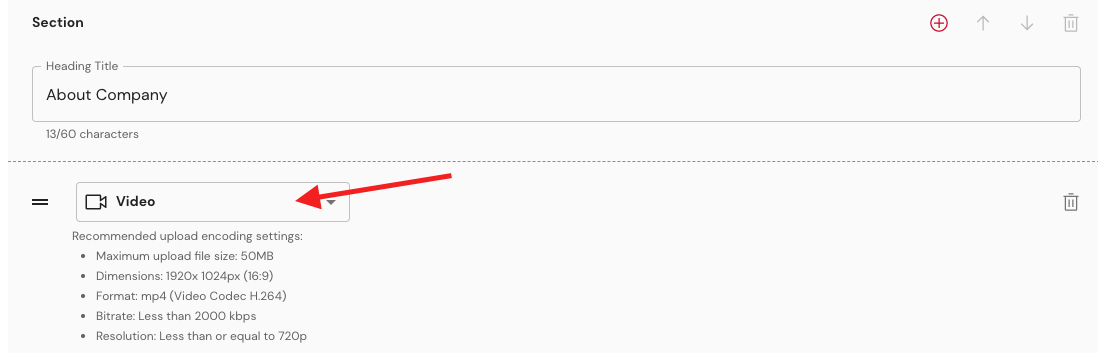 Section
Heading Title
About Company
13/60 characters
Video
Recommended upload encoding settings:
• Maximum upload file size: 50MB
• Dimensions: 1920x 1024px (16:9)
• Format: mp4 (Video Codec H.264)
• Bitrate: Less than 2000 kbps
• Resolution: Less than or equal to 720p